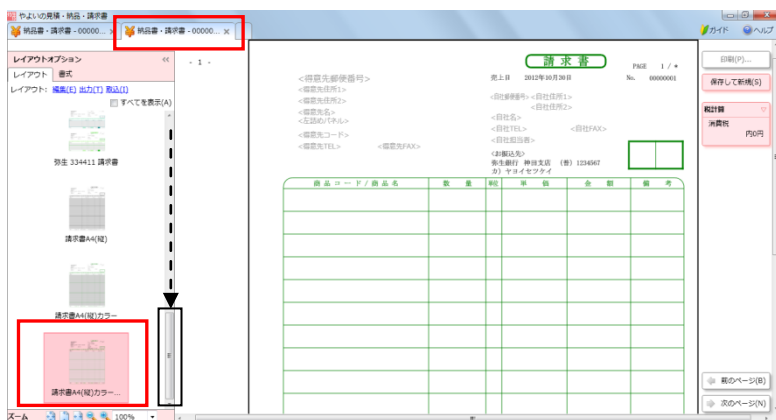 やよいの見積・納品・請求書
納品書・請求書 - 00000... x
納品書・請求書 - 00000... x
ガイド
ヘルプ
レイアウトオプション <<
レイアウト 書式
レイアウト: 編集(E) 出力(T) 取込(I)
すべてを表示(A)
弥生 334411 請求書
請求書A4(縦)
請求書A4(縦)カラー
請求書A4(縦)カラー...
ズーム 100%
- 1 -
請求書
PAGE 1 / *
<得意先郵便番号>
売上日 2012年10月30日 No. 00000001
<得意先住所1>
<得意先住所2>
<自社郵便番号> <自社住所1>
<自社住所2>
<得意先名>
<左詰めパネル>
<自社名>
<自社TEL> <自社FAX>
<得意先コード>
<自社担当者>
<得意先TEL> <得意先FAX>
<お振込先>
弥生銀行 神田支店 (普) 1234567
カ) ヤヨイセツケイ
商品コード/商品名 数 量 単位 単 価 金 額 備 考
印刷(P)...
保存して新規(S)
税計算
消費税
内0円
前のページ(B)
次のページ(N)